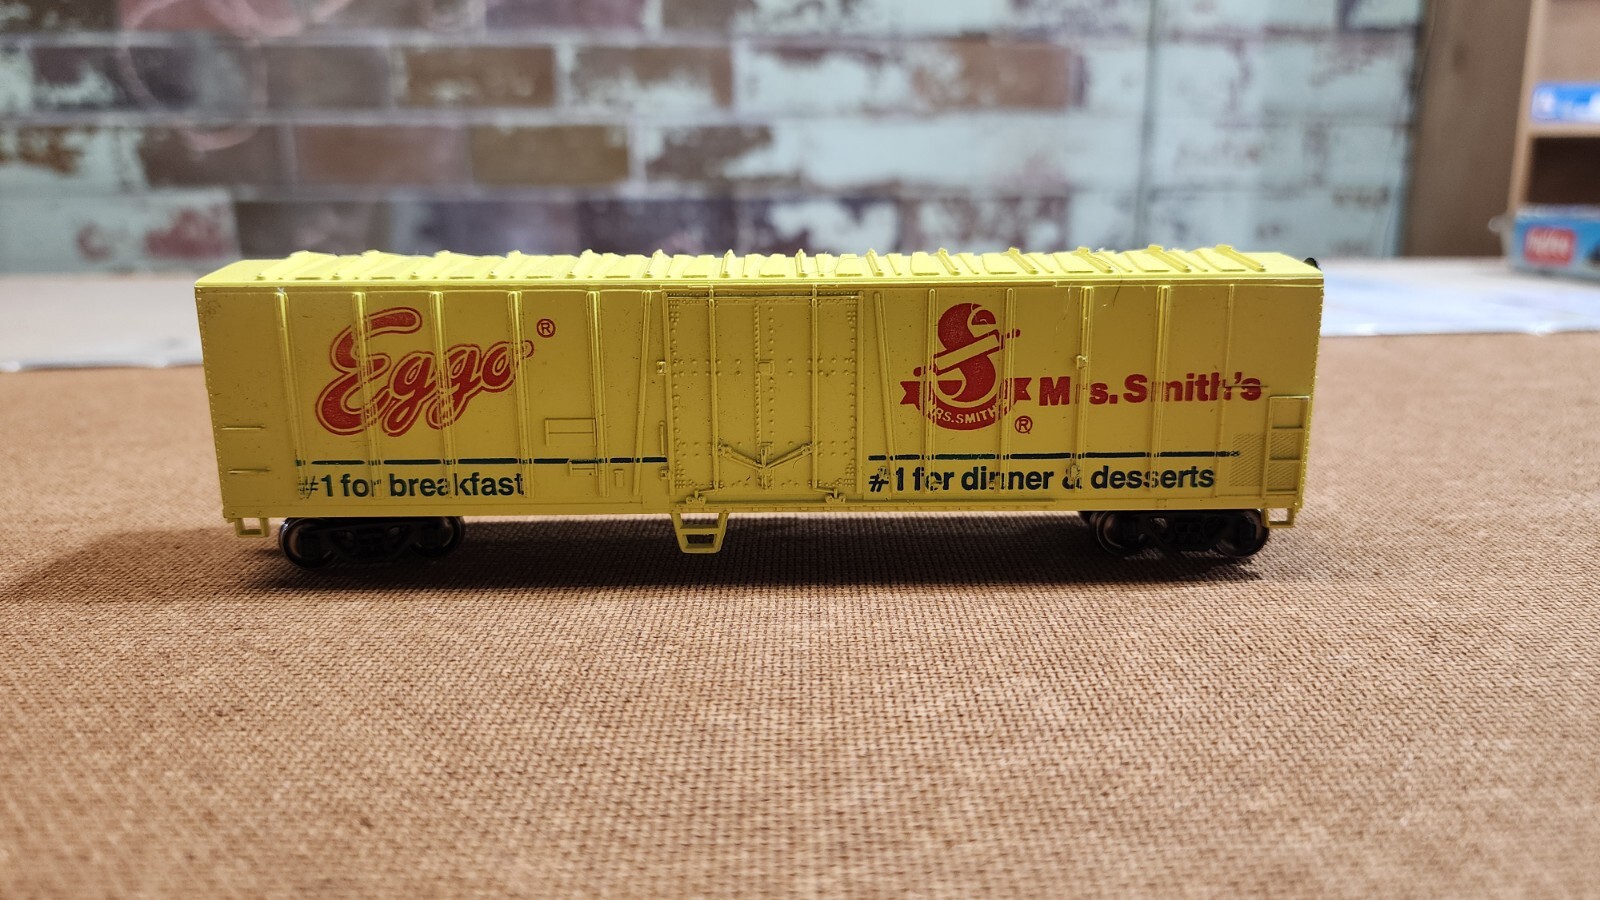 Eggo®
#1 for breakfast
MRS. SMITH'S
®
Mrs. Smith's
#1 for dinner & desserts